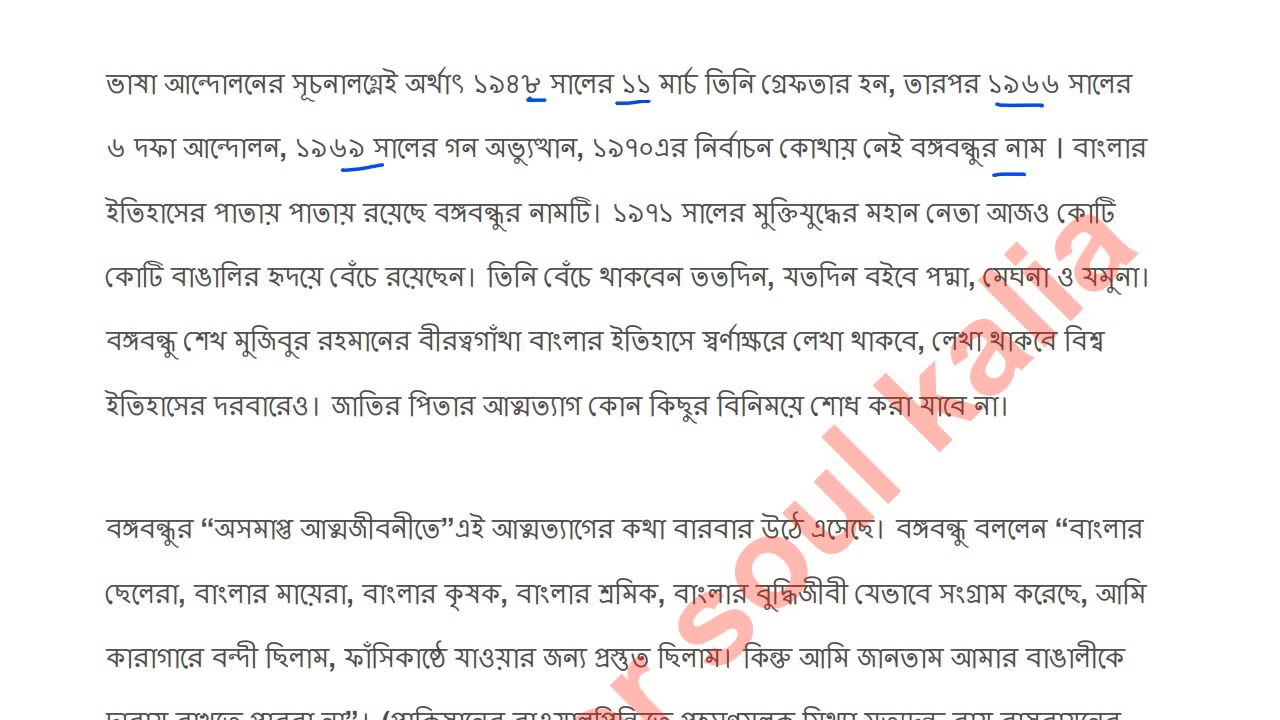 ভাষা আন্দোলনের সূচনালগ্নেই অর্থাৎ ১৯৪৮ সালের ১১ মার্চ তিনি গ্রেফতার হন, তারপর ১৯৬৬ সালের
৬ দফা আন্দোলন, ১৯৬৯ সালের গন অভ্যুত্থান, ১৯৭০এর নির্বাচন কোথায় নেই বঙ্গবন্ধুর নাম । বাংলার
ইতিহাসের পাতায় পাতায় রয়েছে বঙ্গবন্ধুর নামটি। ১৯৭১ সালের মুক্তিযুদ্ধের মহান নেতা আজও কোটি
কোটি বাঙালির হৃদয়ে বেঁচে রয়েছেন। তিনি বেঁচে থাকবেন ততদিন, যতদিন বইবে পদ্মা, মেঘনা ও যমুনা।
বঙ্গবন্ধু শেখ মুজিবুর রহমানের বীরত্বগাঁথা বাংলার ইতিহাসে স্বর্ণাক্ষরে লেখা থাকবে, লেখা থাকবে বিশ্ব
ইতিহাসের দরবারেও। জাতির পিতার আত্মত্যাগ কোন কিছুর বিনিময়ে শোধ করা যাবে না।
বঙ্গবন্ধুর “অসমাপ্ত আত্মজীবনীতে”এই আত্মত্যাগের কথা বারবার উঠে এসেছে। বঙ্গবন্ধু বললেন “বাংলার
ছেলেরা, বাংলার মায়েরা, বাংলার কৃষক, বাংলার শ্রমিক, বাংলার বুদ্ধিজীবী যেভাবে সংগ্রাম করেছে, আমি
কারাগারে বন্দী ছিলাম, ফাঁসিকাষ্ঠে যাওয়ার জন্য প্রস্তুত ছিলাম। কিন্তু আমি জানতাম আমার বাঙালীকে
soul kalia